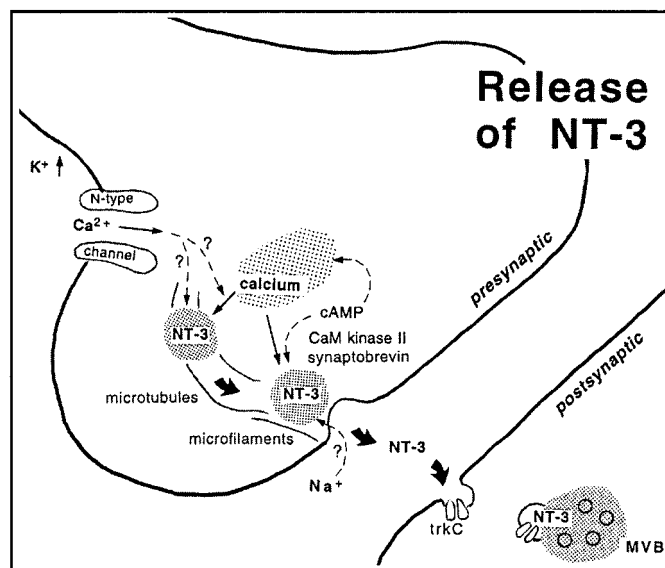 Release
of NT-3
K+ ↑
N-type
Ca2+
channel
?
?
calcium
NT-3
cAMP
CaM kinase II
synaptobrevin
NT-3
microtubules
microfilaments
?
Na+
NT-3
presynaptic
postsynaptic
trkC
NT-3
MVB